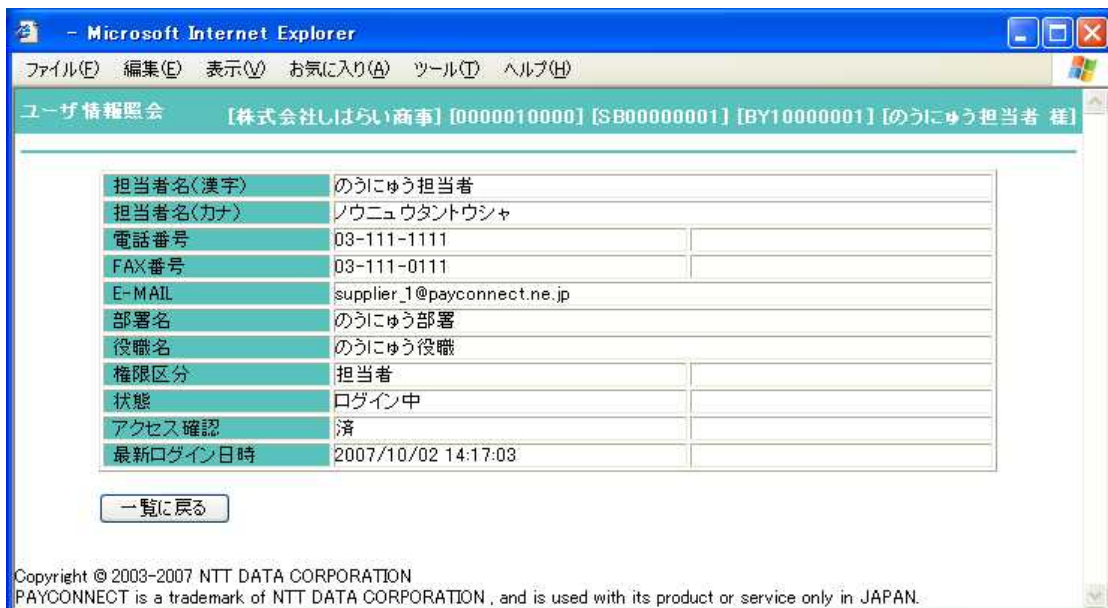 - Microsoft Internet Explorer
ファイル(F) 編集(E) 表示(V) お気に入り(A) ツール(T) ヘルプ(H)
ユーザ情報照会 [株式会社しはらい商事] [0000010000] [SB00000001] [BY10000001] [のうにゅう担当者 様]
担当者名(漢字) のうにゅう担当者
担当者名(カナ) ノウニュウタントウシャ
電話番号 03-111-1111
FAX番号 03-111-0111
E-MAIL supplier_1@payconnect.ne.jp
部署名 のうにゅう部署
役職名 のうにゅう役職
権限区分 担当者
状態 ログイン中
アクセス確認 済
最新ログイン日時 2007/10/02 14:17:03
一覧に戻る
Copyright © 2003-2007 NTT DATA CORPORATION
PAYCONNECT is a trademark of NTT DATA CORPORATION , and is used with its product or service only in JAPAN.